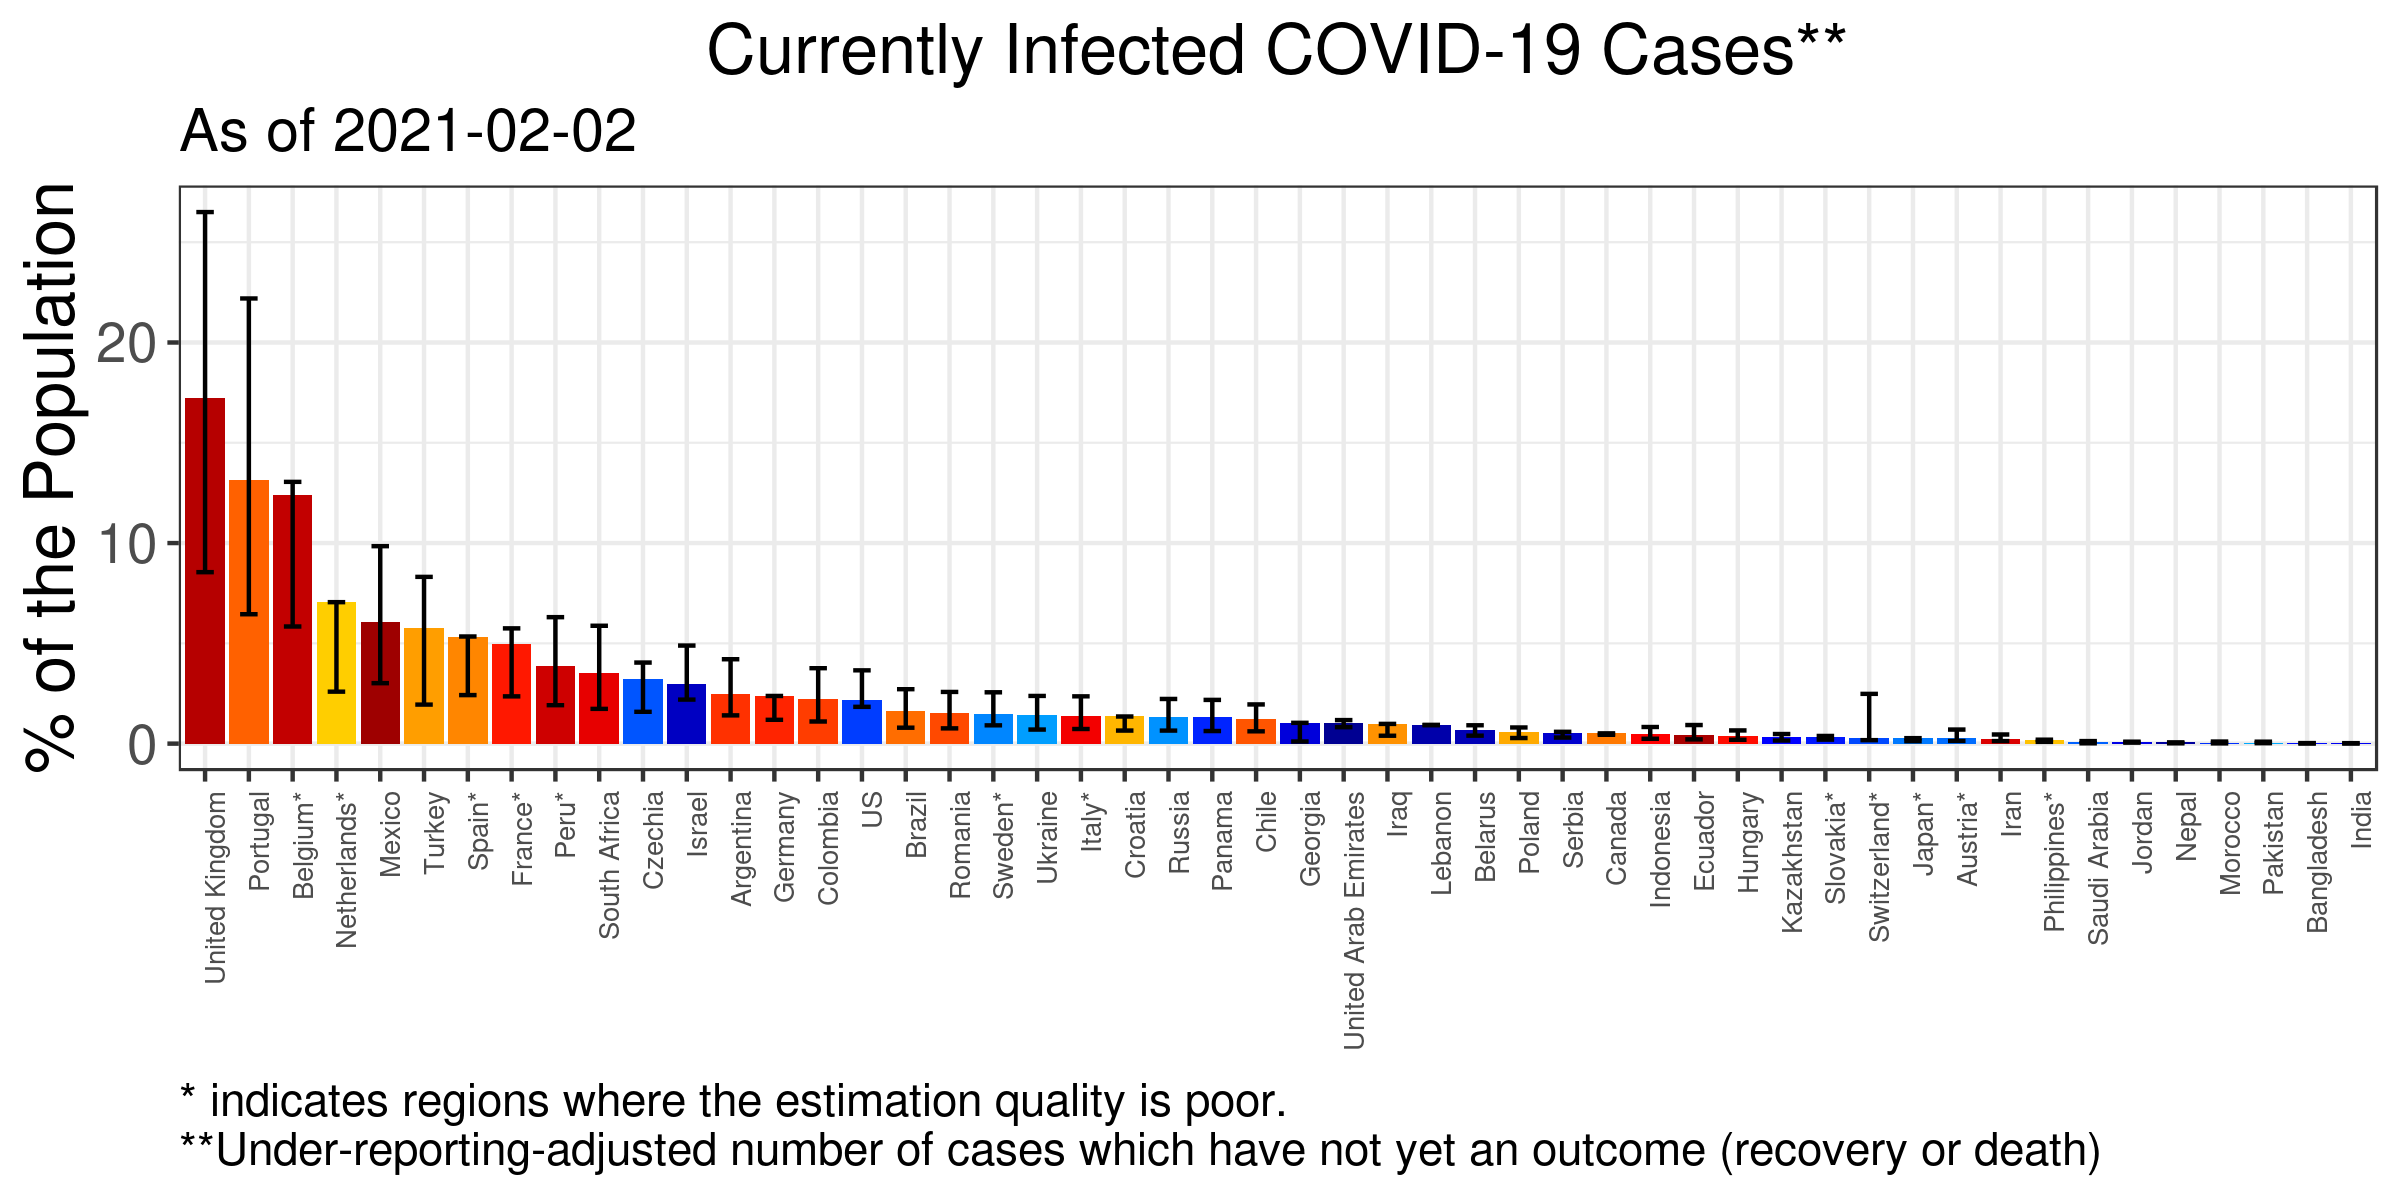 Currently Infected COVID-19 Cases**
As of 2021-02-02
% of the Population
20
10
0
United Kingdom
Portugal
Belgium*
Netherlands*
Mexico
Turkey
Spain*
France*
Peru*
South Africa
Czechia
Israel
Argentina
Germany
Colombia
US
Brazil
Romania
Sweden*
Ukraine
Italy*
Croatia
Russia
Panama
Chile
Georgia
United Arab Emirates
Iraq
Lebanon
Belarus
Poland
Serbia
Canada
Indonesia
Ecuador
Hungary
Kazakhstan
Slovakia*
Switzerland*
Japan*
Austria*
Iran
Philippines*
Saudi Arabia
Jordan
Nepal
Morocco
Pakistan
Bangladesh
India
* indicates regions where the estimation quality is poor.
**Under-reporting-adjusted number of cases which have not yet an outcome (recovery or death)